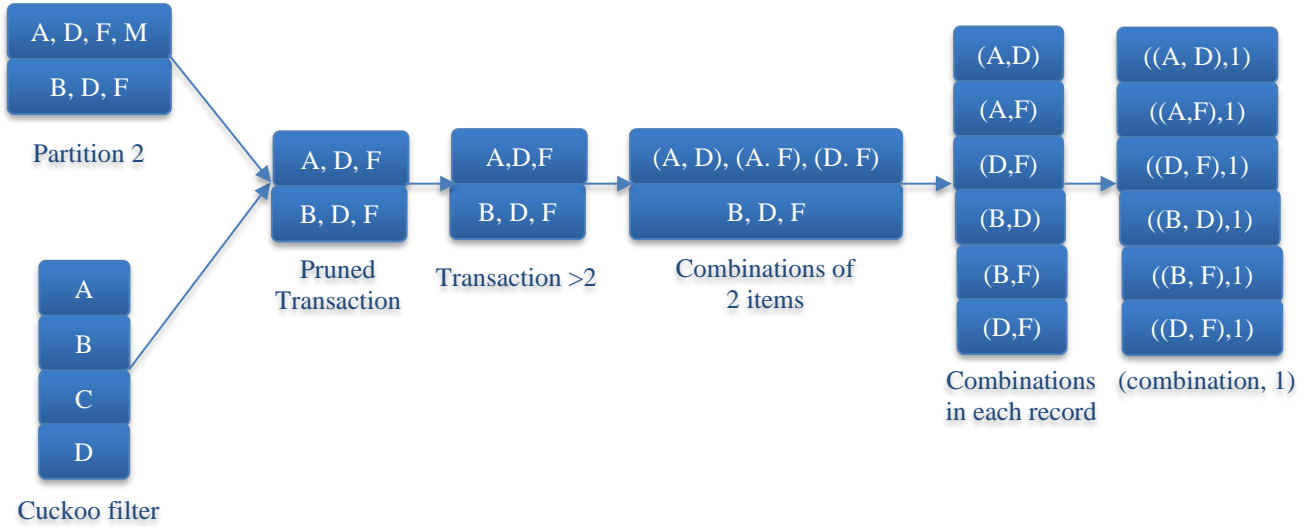 A, D, F, M
B, D, F
Partition 2
A
B
C
D
Cuckoo filter
A, D, F
B, D, F
Pruned
Transaction
A,D,F
B, D, F
Transaction >2
(A, D), (A. F), (D. F)
B, D, F
Combinations of
2 items
(A,D)
(A,F)
(D,F)
(B,D)
(B,F)
(D,F)
Combinations
in each record
((A, D),1)
((A,F),1)
((D, F),1)
((B, D),1)
((B, F),1)
((D, F),1)
(combination, 1)